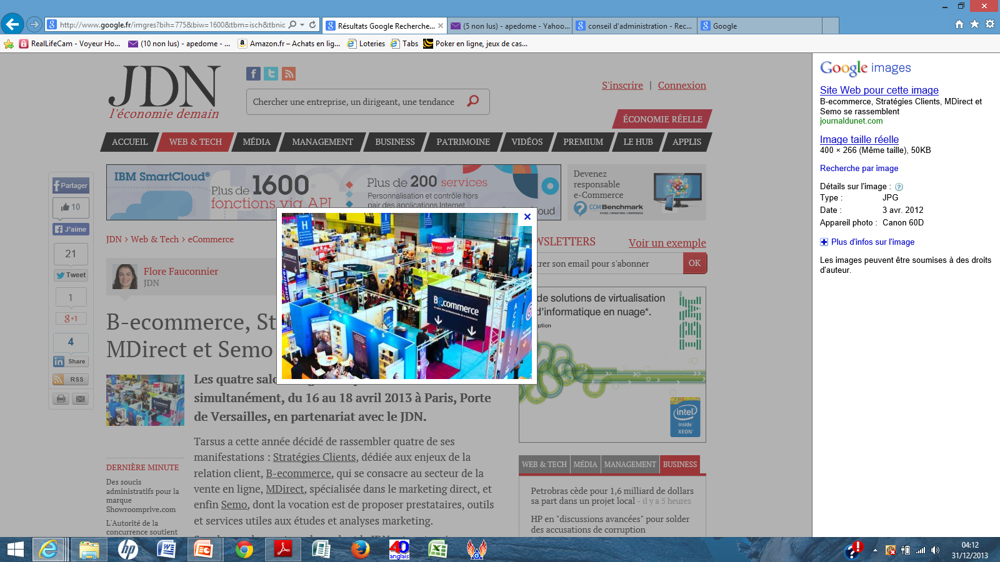 http://www.google.fr/imgres?bih=775&biw=1600&tbm=isch&tbnic
Résultats Google Recherche...
(5 non lus) - apedome - Yahoo...
conseil d'administration - Rec...
Google
RealLifeCam - Voyeur Ho...
(10 non lus) - apedome - ...
Amazon.fr – Achats en lig...
Loteries
Tabs
Poker en ligne, jeux de cas...
JDN
l'économie demain
Chercher une entreprise, un dirigeant, une tendance
S'inscrire | Connexion
ÉCONOMIE RÉELLE
ACCUEIL WEB & TECH MÉDIA MANAGEMENT BUSINESS PATRIMOINE VIDÉOS PREMIUM LE HUB APPLIS
IBM SmartCloud®
Plus de 1600
fonctions via API
Plus de 200 services
Personnalisation et contrôle hors
pair des applications Internet
oud
Devenez
responsable
e-Commerce
CCM Benchmark
Partager
10
J'aime
21
Tweet
1
g+1
4
in Share
RSS
JDN › Web & Tech › eCommerce
Flore Fauconnier
JDN
B-ecommerce, St
MDirect et Semo
Les quatre salo
simultanément, du 16 au 18 avril 2013 à Paris, Porte
de Versailles, en partenariat avec le JDN.
Tarsus a cette année décidé de rassembler quatre de ses
manifestations : Stratégies Clients, dédiée aux enjeux de la
relation client, B-ecommerce, qui se consacre au secteur de la
vente en ligne, MDirect, spécialisée dans le marketing direct, et
enfin Semo, dont la vocation est de proposer prestataires, outils
et services utiles aux études et analyses marketing.
DERNIÈRE MINUTE
Des soucis
administratifs pour la
marque
Showroomprive.com
L'Autorité de la
concurrence soutient
H
I
J
B-ecommerce
ACCUEIL
WSLETTERS
Voir un exemple
trer son email pour s'abonner
OK
de solutions de virtualisation
d'informatique en nuage*.
ption
IBM
intel
inside
XEON
WEB & TECH MÉDIA MANAGEMENT BUSINESS
Petrobras cède pour 1,6 milliard de dollars
sa part dans un projet local - il y a 5 heures
HP en "discussions avancées" pour solder
des accusations de corruption
Google images
Site Web pour cette image
B-ecommerce, Stratégies Clients, MDirect et
Semo se rassemblent
journaldunet.com
Image taille réelle
400 × 266 (Même taille), 50KB
Recherche par image
Détails sur l'image :
Type : JPG
Date : 3 avr. 2012
Appareil photo : Canon 60D
Plus d'infos sur l'image
Les images peuvent être soumises à des droits
d'auteur.
hp
40
anglais
04:12
31/12/2013